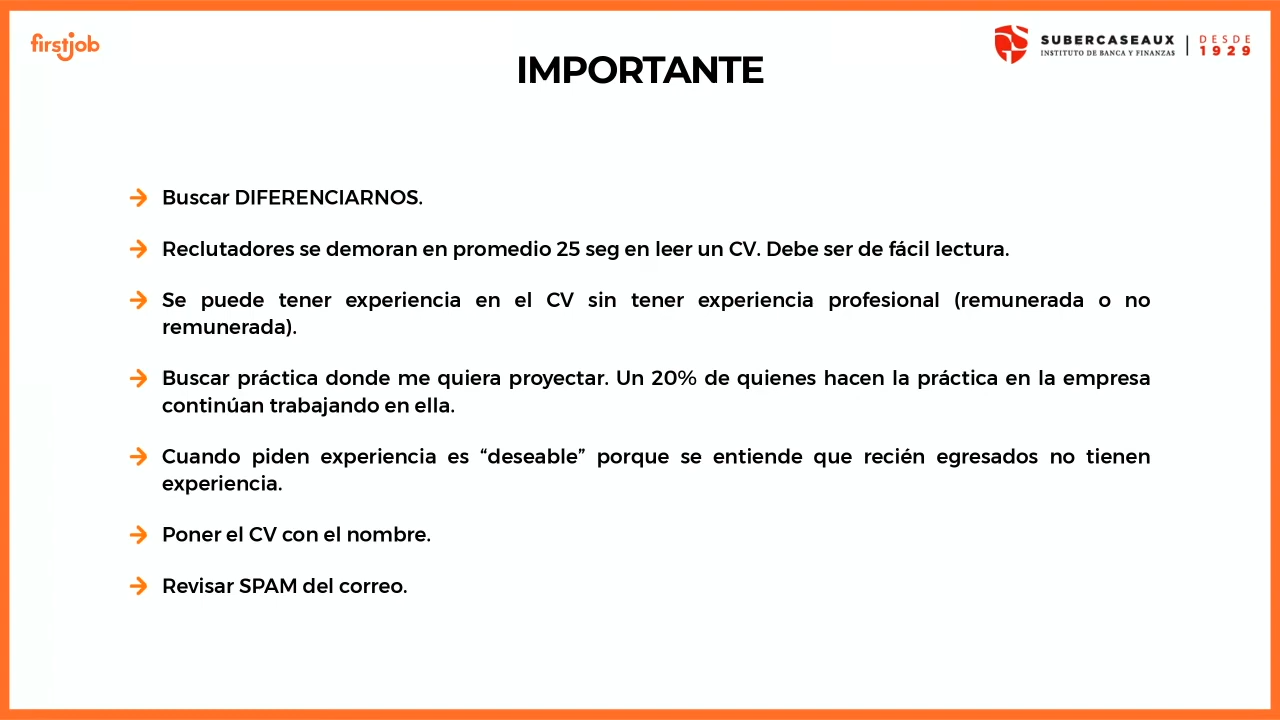 firstjob
SUBERCASEAUX
INSTITUTO DE BANCA Y FINANZAS
DESDE
1929
IMPORTANTE
Buscar DIFERENCIARNOS.
Reclutadores se demoran en promedio 25 seg en leer un CV. Debe ser de fácil lectura.
Se puede tener experiencia en el CV sin tener experiencia profesional (remunerada o no
remunerada).
Buscar práctica donde me quiera proyectar. Un 20% de quienes hacen la práctica en la empresa
continúan trabajando en ella.
Cuando piden experiencia es “deseable” porque se entiende que recién egresados no tienen
experiencia.
Poner el CV con el nombre.
Revisar SPAM del correo.